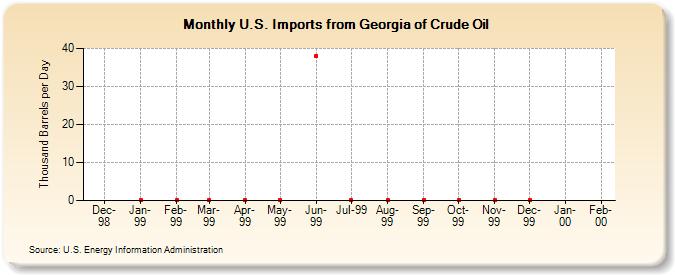 Monthly U.S. Imports from Georgia of Crude Oil
Thousand Barrels per Day
40
30
20
10
0
Dec-98 Jan-99 Feb-99 Mar-99 Apr-99 May-99 Jun-99 Jul-99 Aug-99 Sep-99 Oct-99 Nov-99 Dec-99 Jan-00 Feb-00
Source: U.S. Energy Information Administration